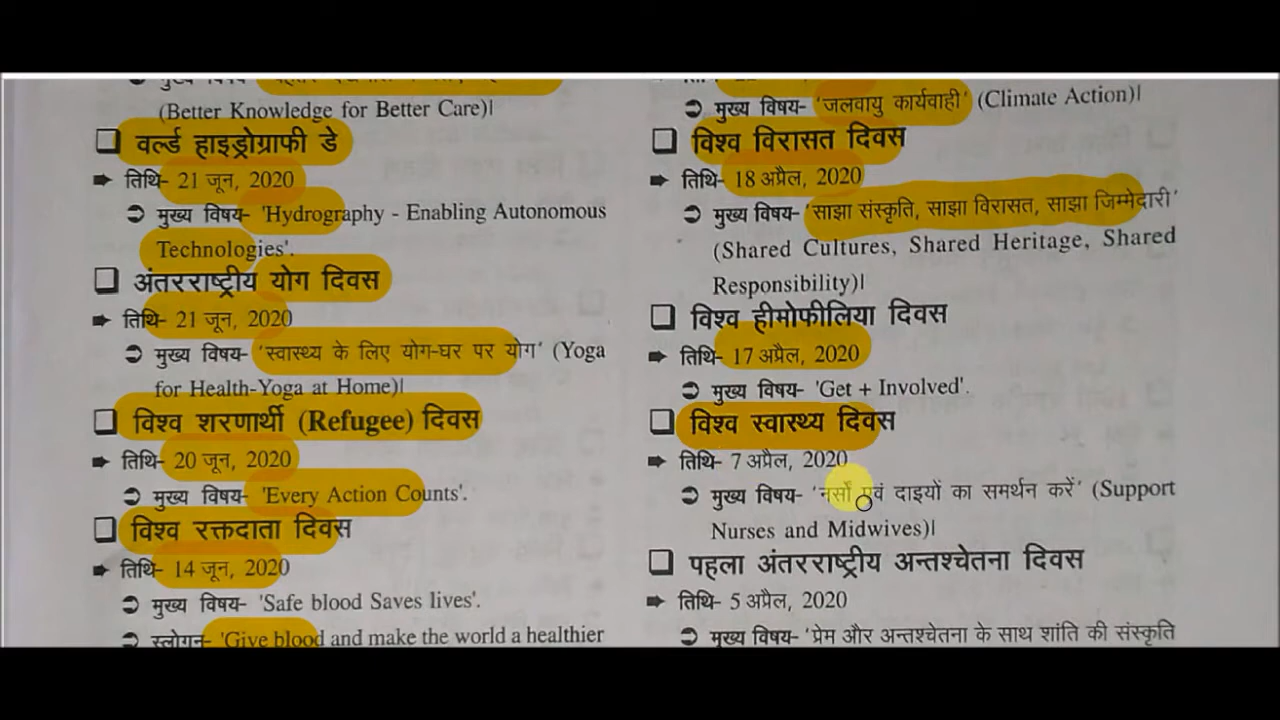 (Better Knowledge for Better Care)|
❑ वर्ल्ड हाइड्रोग्राफी डे
➡ तिथि- 21 जून, 2020
➲ मुख्य विषय- 'Hydrography - Enabling Autonomous
Technologies'.
❑ अंतरराष्ट्रीय योग दिवस
➡ तिथि- 21 जून, 2020
➲ मुख्य विषय- 'स्वास्थ्य के लिए योग-घर पर योग' (Yoga
for Health-Yoga at Home)|
❑ विश्व शरणार्थी (Refugee) दिवस
➡ तिथि- 20 जून, 2020
➲ मुख्य विषय- 'Every Action Counts'.
❑ विश्व रक्तदाता दिवस
➡ तिथि- 14 जून, 2020
➲ मुख्य विषय- 'Safe blood Saves lives'.
➲ स्लोगन- 'Give blood and make the world a healthier
➲ मुख्य विषय- 'जलवायु कार्यवाही' (Climate Action)|
❑ विश्व विरासत दिवस
➡ तिथि- 18 अप्रैल, 2020
➲ मुख्य विषय- 'साझा संस्कृति, साझा विरासत, साझा जिम्मेदारी'
(Shared Cultures, Shared Heritage, Shared
Responsibility)|
❑ विश्व हीमोफीलिया दिवस
➡ तिथि- 17 अप्रैल, 2020
➲ मुख्य विषय- 'Get + Involved'.
❑ विश्व स्वास्थ्य दिवस
➡ तिथि- 7 अप्रैल, 2020
➲ मुख्य विषय- 'नर्सों एवं दाइयों का समर्थन करें' (Support
Nurses and Midwives)|
❑ पहला अंतरराष्ट्रीय अन्तश्चेतना दिवस
➡ तिथि- 5 अप्रैल, 2020
➲ मुख्य विषय- 'प्रेम और अन्तश्चेतना के साथ शांति की संस्कृति